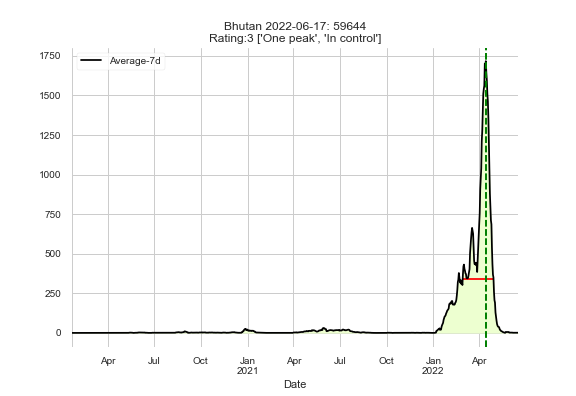 Bhutan 2022-06-17: 59644
Rating:3 ['One peak', 'In control']
Average-7d
1750
1500
1250
1000
750
500
250
0
Apr Jul Oct Jan Apr Jul Oct Jan Apr
2021 2022
Date